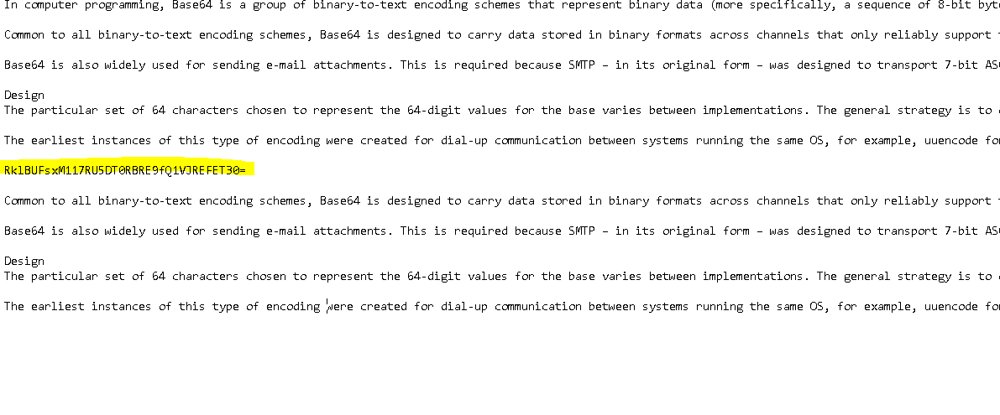 In computer programming, Base64 is a group of binary-to-text encoding schemes that represent binary data (more specifically, a sequence of 8-bit byt
Common to all binary-to-text encoding schemes, Base64 is designed to carry data stored in binary formats across channels that only reliably support
Base64 is also widely used for sending e-mail attachments. This is required because SMTP – in its original form – was designed to transport 7-bit AS
Design
The particular set of 64 characters chosen to represent the 64-digit values for the base varies between implementations. The general strategy is to
The earliest instances of this type of encoding were created for dial-up communication between systems running the same OS, for example, uuencode fo
RklBUFsxM117RU5DT0RBRE9fQ1VJREFET30=
Common to all binary-to-text encoding schemes, Base64 is designed to carry data stored in binary formats across channels that only reliably support
Base64 is also widely used for sending e-mail attachments. This is required because SMTP – in its original form – was designed to transport 7-bit AS
Design
The particular set of 64 characters chosen to represent the 64-digit values for the base varies between implementations. The general strategy is to
The earliest instances of this type of encoding were created for dial-up communication between systems running the same OS, for example, uuencode fo